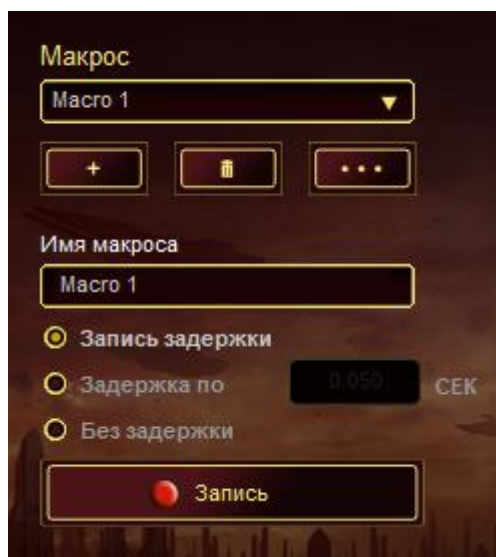 Макрос
Macro 1
Имя макроса
Macro 1
Запись задержки
Задержка по 0.050 СЕК
Без задержки
Запись